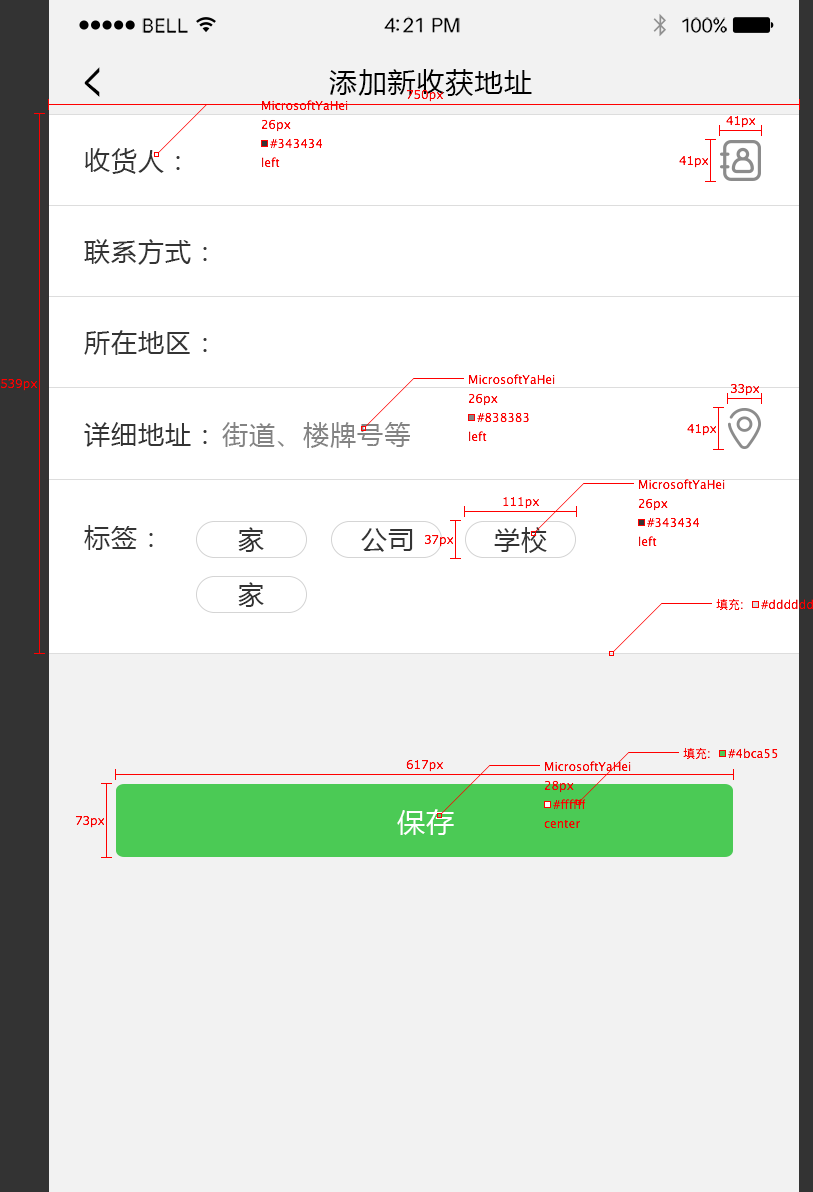 ●●●●● BELL 4:21 PM 100%
添加新收获地址
750px
MicrosoftYaHei
26px
#343434
left
41px
41px
收货人：
联系方式：
所在地区：
539px
MicrosoftYaHei
26px
#838383
left
33px
41px
详细地址：街道、楼牌号等
MicrosoftYaHei
26px
#343434
left
111px
37px
标签： 家 公司 学校
家
填充: #dddddd
填充: #4bca55
617px
MicrosoftYaHei
28px
#ffffff
center
73px
保存